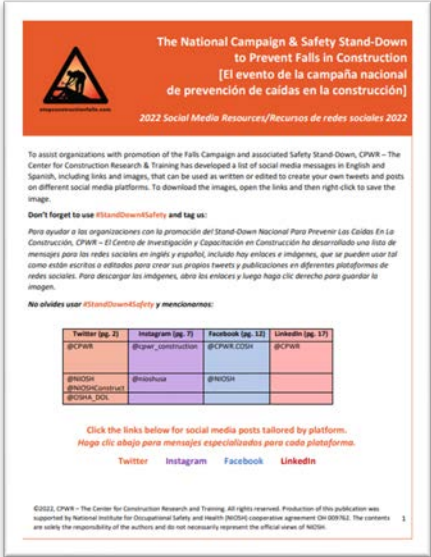 The National Campaign & Safety Stand-Down
to Prevent Falls in Construction
[El evento de la campaña nacional
de prevención de caídas en la construcción]
stopconstructionfalls.com
2022 Social Media Resources/Recursos de redes sociales 2022
To assist organizations with promotion of the Falls Campaign and associated Safety Stand-Down, CPWR – The
Center for Construction Research & Training has developed a list of social media messages including English and
Spanish, including links and images, that can be used as written or edited to create your own tweets and posts
on different social media platforms. To download the images, open the links and then right-click to save the
image.
Don't forget to use #StandDown4Safety and tag us:
Para ayudar a las organizaciones con la promoción del Stand-Down Nacional Para Prevenir Las Caídas En La
Construcción, CPWR – El Centro de Investigación y Capacitación en Construcción ha desarrollado una lista de
mensajes para las redes sociales en inglés y español, incluido hay enlaces e imágenes, que se pueden usar tal
como están escritos o editados para crear sus propios tweets y publicaciones en diferentes plataformas de
redes sociales. Para descargar las imágenes, abra los enlaces y luego haga clic derecho para guardar la
imagen.
No olvides usar #StandDown4Safety y mencionarnos:
Twitter (pg. 2) Instagram (pg. 7) Facebook (pg. 12) LinkedIn (pg. 17)
@CPWR @cpwr_construction @CPWR.COSH @CPWR
@NIOSH @nioshusa @NIOSH
@NIOSHConstruct
@OSHA_DOL
Click the links below for social media posts tailored by platform.
Haga clic abajo para mensajes especializados para cada plataforma.
Twitter Instagram Facebook LinkedIn
©2022, CPWR – The Center for Construction Research and Training. All rights reserved. Production of this publication was
supported by National Institute for Occupational Safety and Health (NIOSH) cooperative agreement OH 009762. The contents
are solely the responsibility of the authors and do not necessarily represent the official views of NIOSH.
1